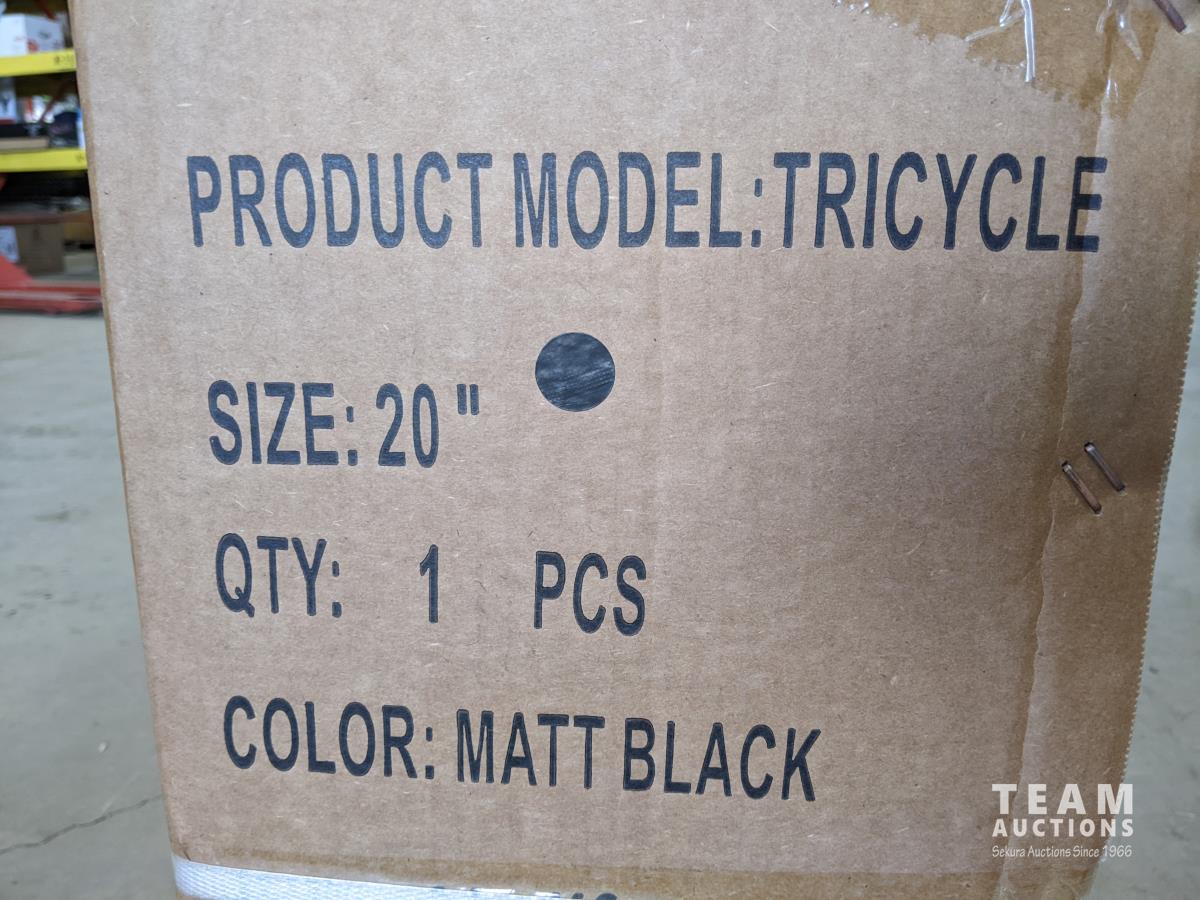 PRODUCT MODEL:TRICYCLE
SIZE: 20"
QTY: 1 PCS
COLOR: MATT BLACK
TEAM
AUCTIONS
Sekura Auctions Since 1966